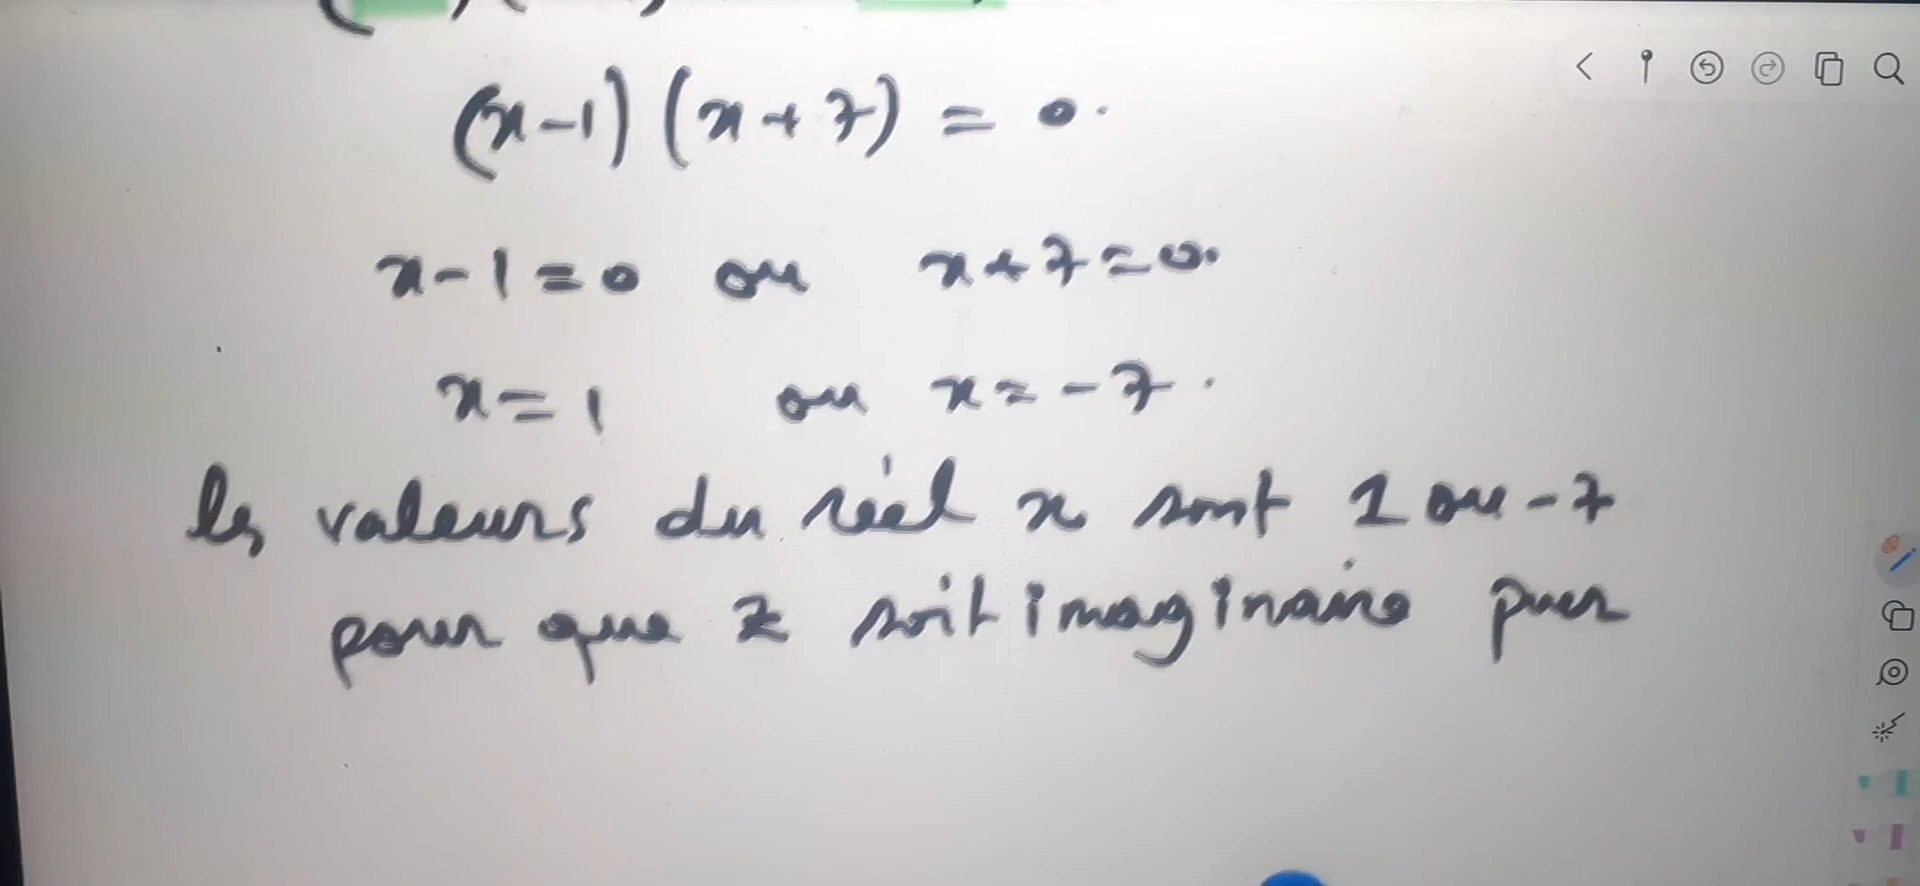 (x-1)(x+7) = 0.
x-1=0 ou x+7=0.
x=1 ou x=-7.
les valeurs du réel x sont 1 ou -7
pour que z soit imaginaire pur